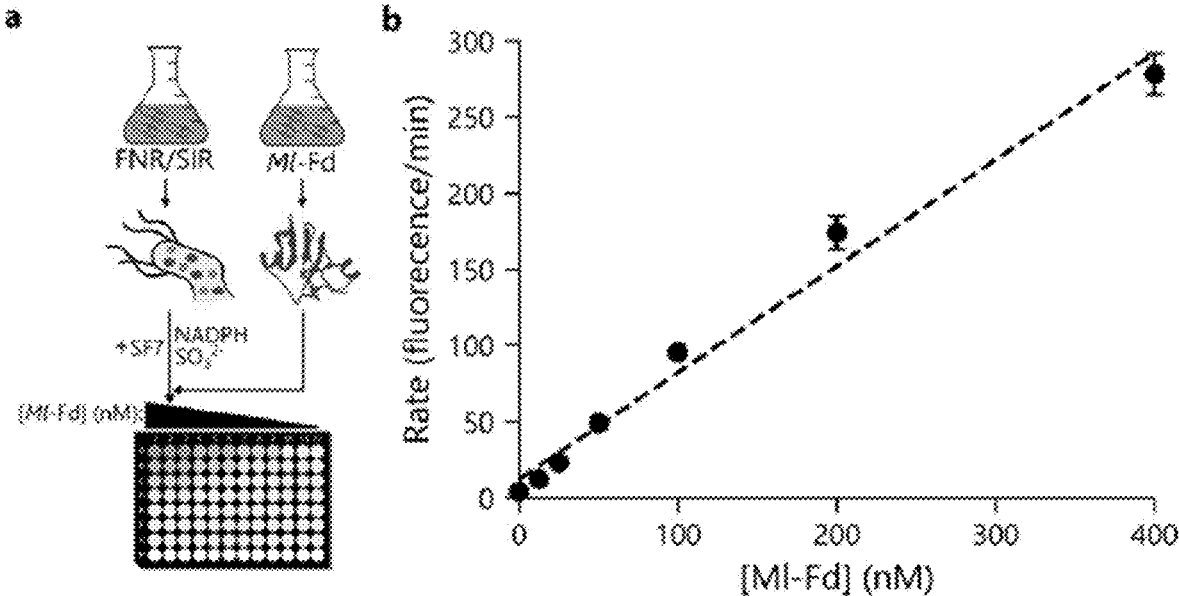 a
FNR/SIR
Ml-Fd
+SF7
NADPH
SO₃²⁻
[Ml-Fd] (nM):
b
Rate (fluorecence/min)
300
250
200
150
100
50
0
0
100
200
300
400
[Ml-Fd] (nM)